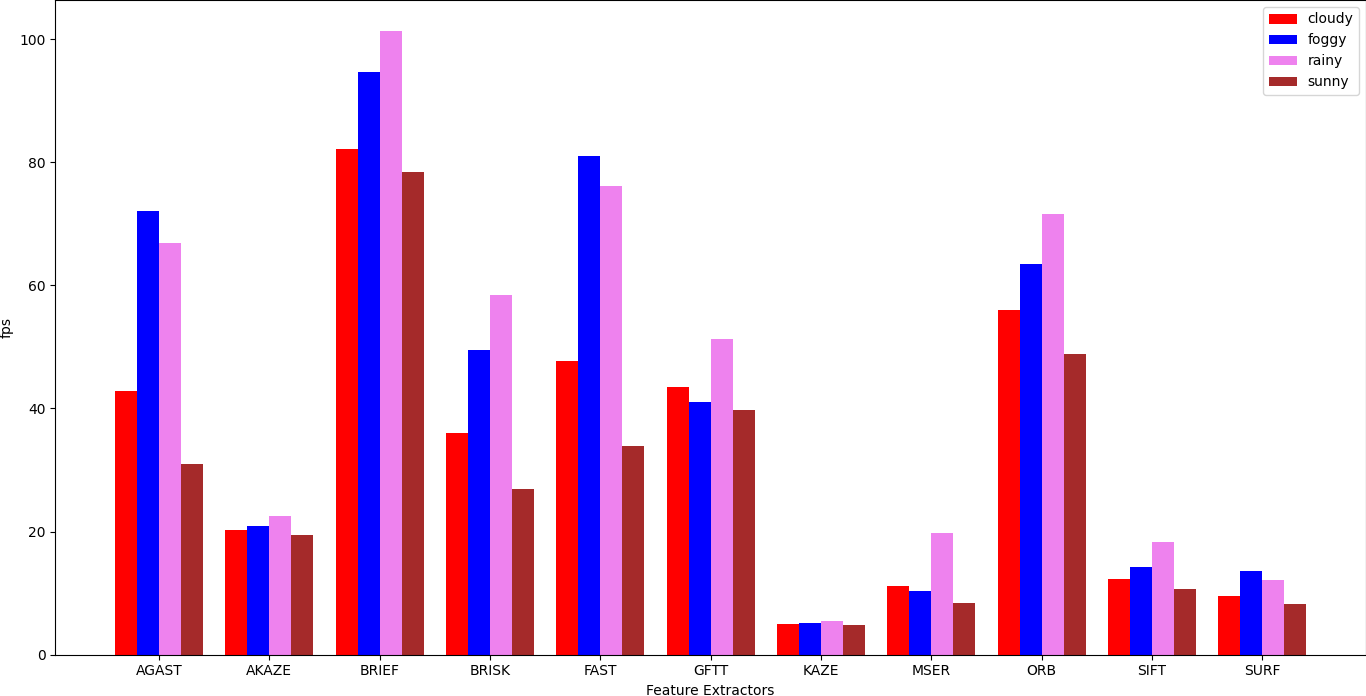 100
80
60
40
20
0
fps
cloudy
foggy
rainy
sunny
AGAST AKAZE BRIEF BRISK FAST GFTT KAZE MSER ORB SIFT SURF
Feature Extractors